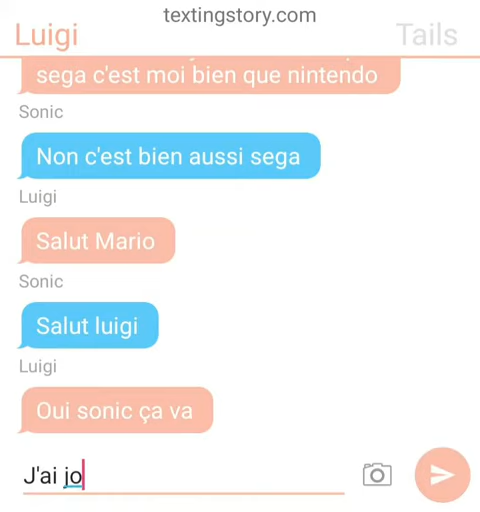 textingstory.com
Luigi Tails
sega c'est moi bien que nintendo
Sonic
Non c'est bien aussi sega
Luigi
Salut Mario
Sonic
Salut luigi
Luigi
Oui sonic ça va
J'ai jo